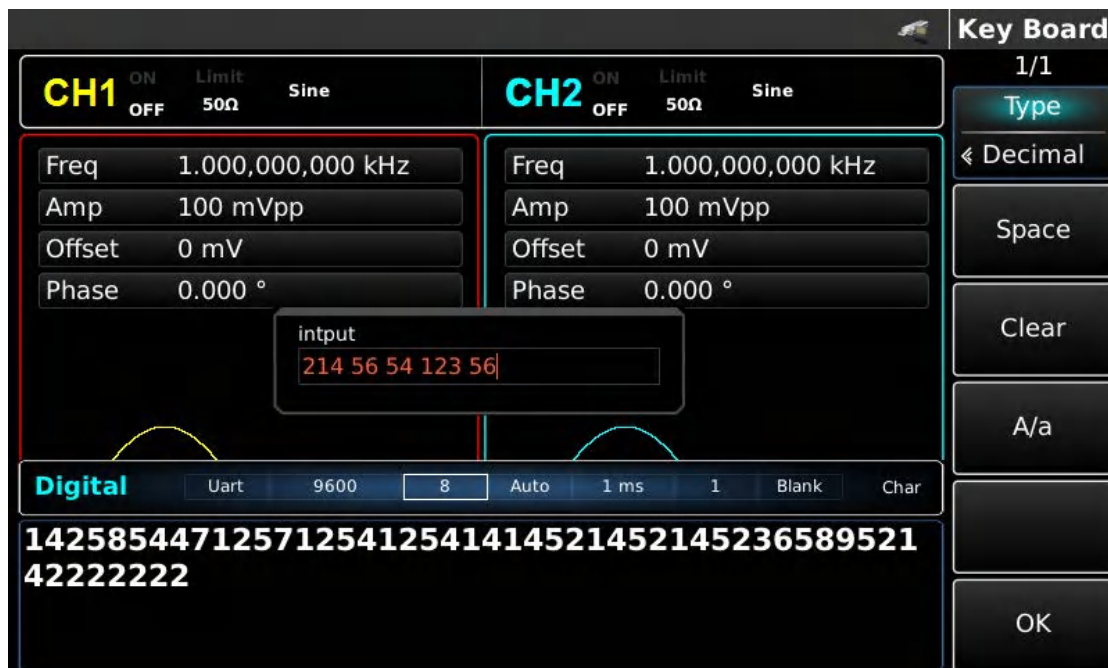 Key Board
1/1
CH1 ON OFF Limit 50Ω Sine
CH2 ON OFF Limit 50Ω Sine
Type
Decimal
Freq 1.000,000,000 kHz
Amp 100 mVpp
Offset 0 mV
Phase 0.000 °
Freq 1.000,000,000 kHz
Amp 100 mVpp
Offset 0 mV
Phase 0.000 °
Space
Clear
A/a
OK
intput
214 56 54 123 56
Digital Uart 9600 8 Auto 1 ms 1 Blank Char
1425854471257125412541414521452145236589521
42222222